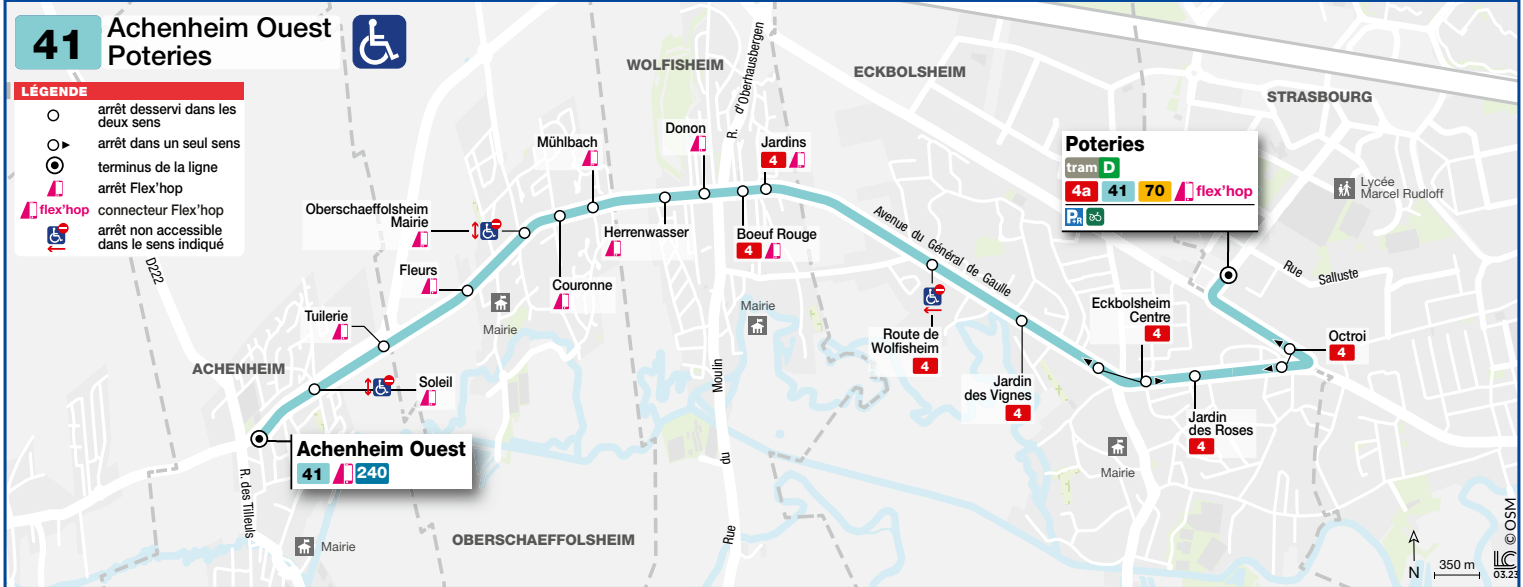 41
Achenheim Ouest
Poteries
LÉGENDE
arrêt desservi dans les
deux sens
arrêt dans un seul sens
terminus de la ligne
arrêt Flex'hop
flex'hop
connecteur Flex'hop
arrêt non accessible
dans le sens indiqué
WOLFISHEIM
R. d'Oberhausbergen
ECKBOLSHEIM
STRASBOURG
Poteries
tram D
4a 41 70 flex'hop
P+R
Lycée
Marcel Rudloff
Mühlbach
Donon
Jardins
4
Oberschaeffolsheim
Mairie
Herrenwasser
Boeuf Rouge
4
Avenue du Général de Gaulle
Rue Salluste
D222
Fleurs
Couronne
Mairie
Mairie
Tuilerie
Route de
Wolfisheim
4
Eckbolsheim
Centre
4
Octroi
4
ACHENHEIM
Soleil
Jardin
des Vignes
4
Jardin
des Roses
4
Achenheim Ouest
41 240
R. des Tilleuls
Rue du Moulin
Mairie
Mairie
OBERSCHAEFFOLSHEIM
N
350 m
LC
03.23
© OSM